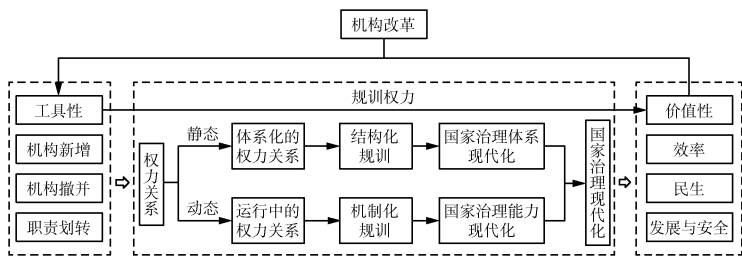 机构改革
工具性
机构新增
机构撤并
职责划转
规训权力
权力关系
静态
动态
体系化的
权力关系
结构化
规训
国家治理体系
现代化
运行中的
权力关系
机制化
规训
国家治理能力
现代化
国家治理现代化
价值性
效率
民生
发展与安全